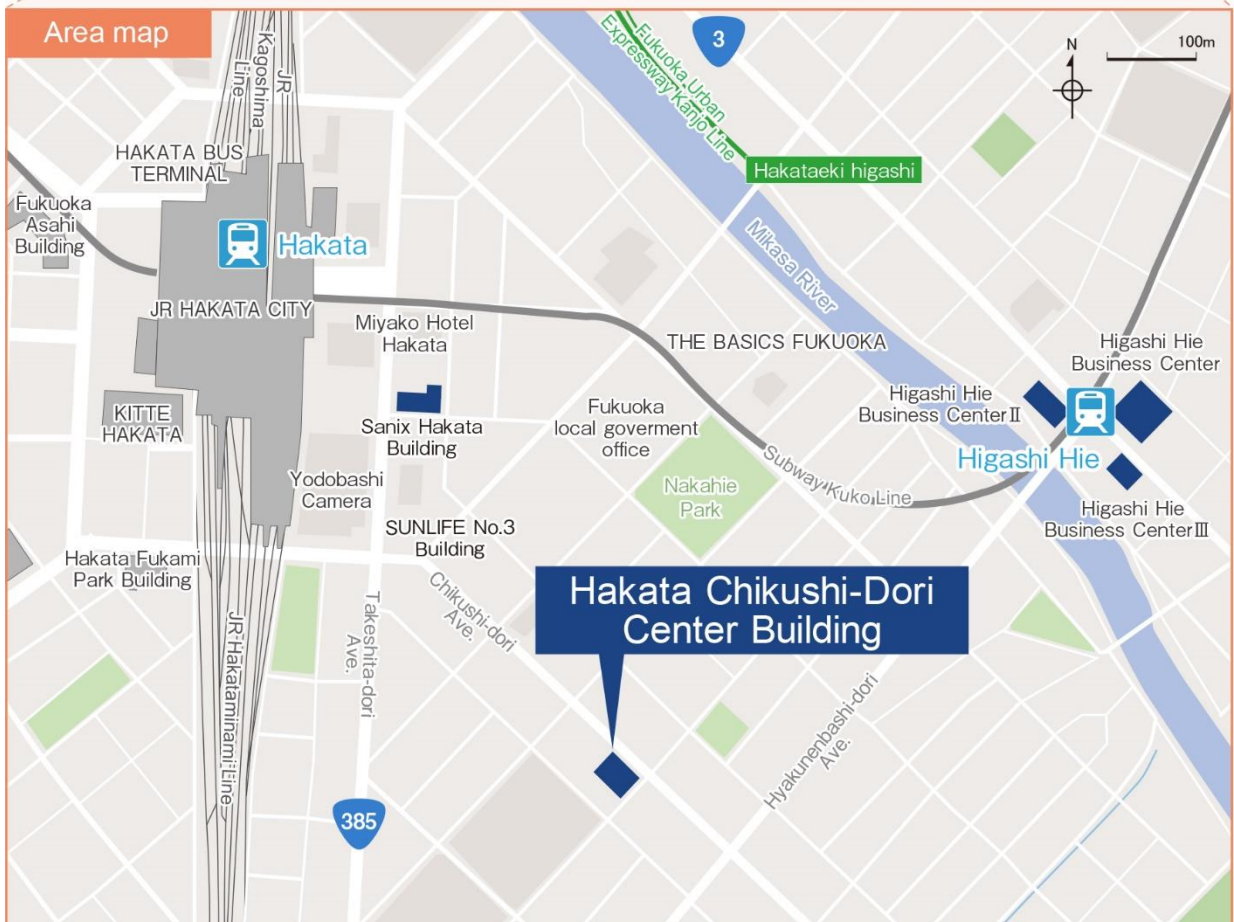 Area map
JR
Kagoshima
Line
Fukuoka Urban
Expressway Kanjo Line
3
N
100m
HAKATA BUS
TERMINAL
Hakataeki higashi
Fukuoka
Asahi
Building
Hakata
Mikasa River
JR HAKATA CITY
Miyako Hotel
Hakata
THE BASICS FUKUOKA
Higashi Hie
Business Center
Higashi Hie
Business Center II
KITTE
HAKATA
Sanix Hakata
Building
Fukuoka
local goverment
office
Subway Kuko Line
Higashi Hie
Yodobashi
Camera
Nakahie
Park
Higashi Hie
Business Center III
SUNLIFE No.3
Building
Hakata Fukami
Park Building
Chikushi-dori
Ave.
Hakata Chikushi-Dori
Center Building
Takeshita-dori
Ave.
JR Hakataminami Line
Hyakunenbashi-dori
Ave.
385